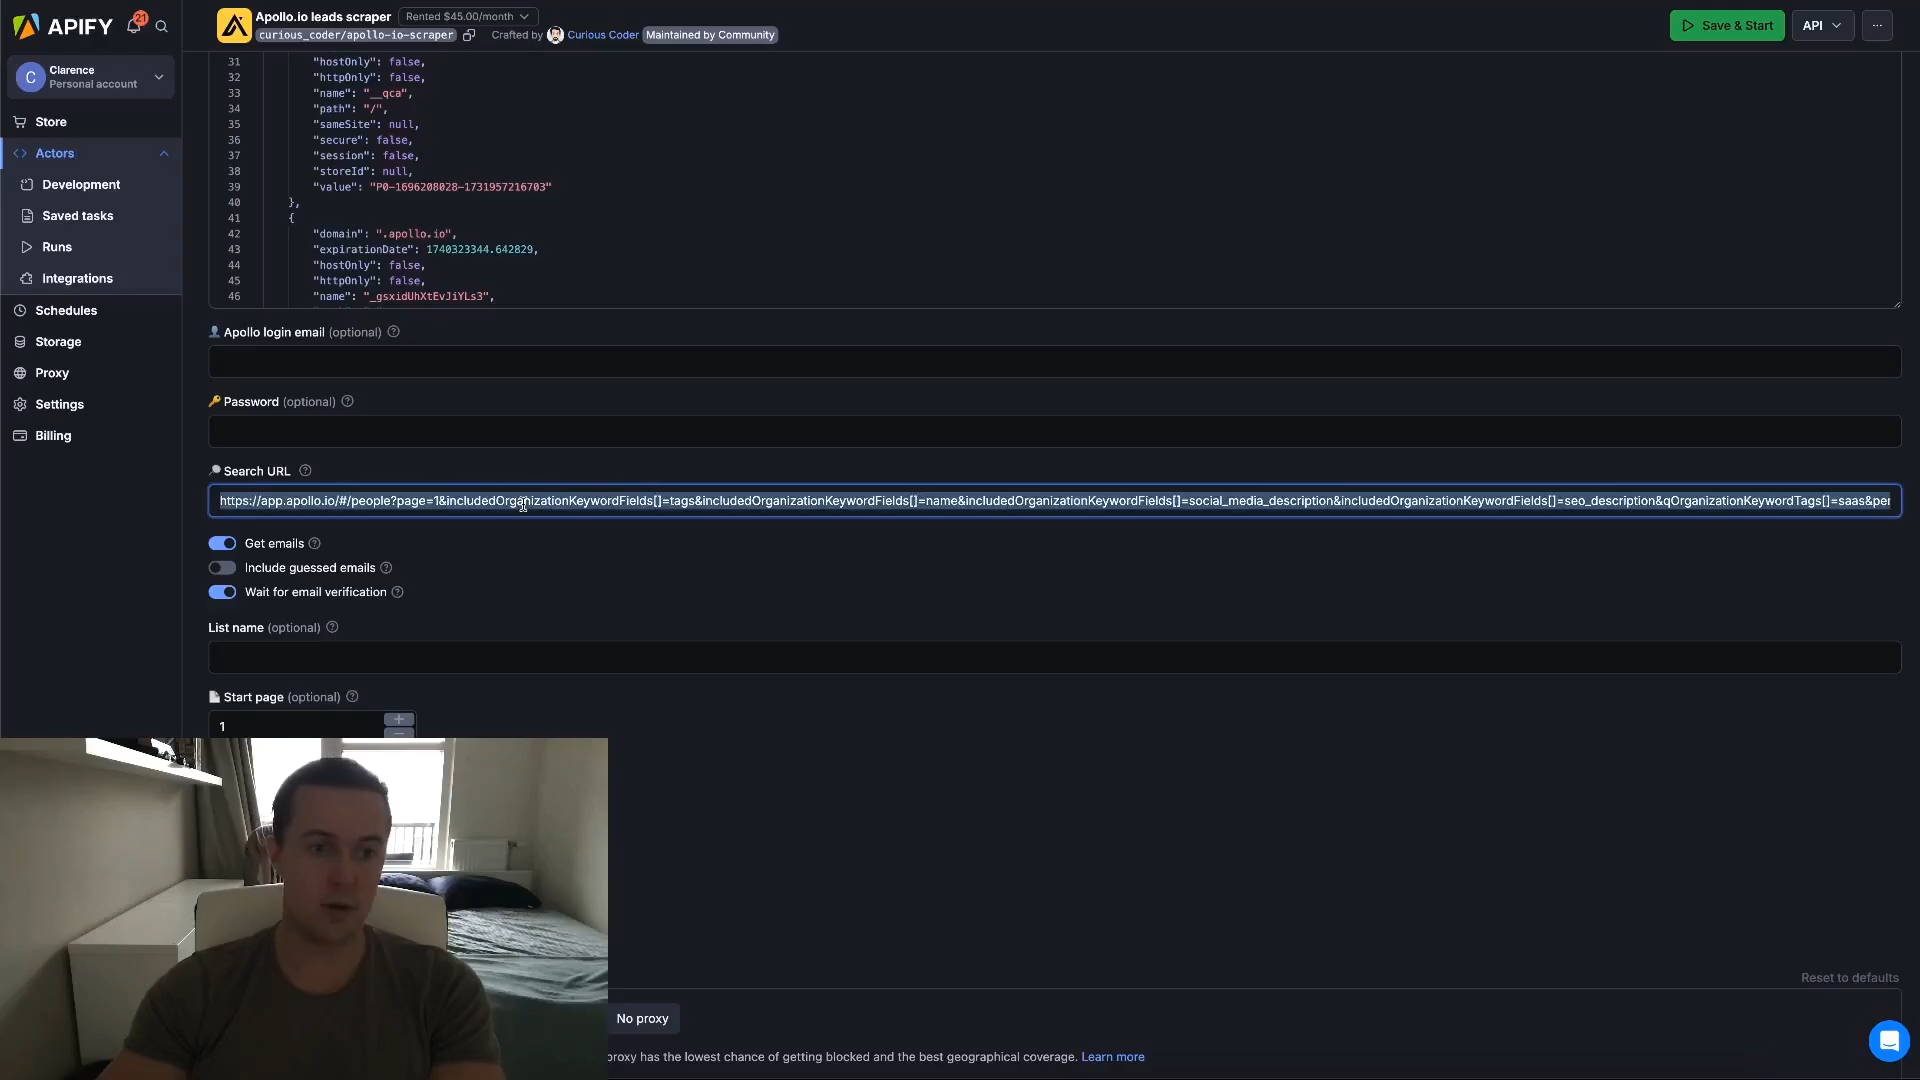 APIFY
21
Apollo.io leads scraper
Rented $45.00/month
curious_coder/apollo-io-scraper
Crafted by
Curious Coder
Maintained by Community
Save & Start
API
C
Clarence
Personal account
Store
Actors
Development
Saved tasks
Runs
Integrations
Schedules
Storage
Proxy
Settings
Billing
31 "hostOnly": false,
32 "httpOnly": false,
33 "name": "__qca",
34 "path": "/",
35 "sameSite": null,
36 "secure": false,
37 "session": false,
38 "storeId": null,
39 "value": "P0-1696208028-1731957216703"
40 },
41 {
42 "domain": ".apollo.io",
43 "expirationDate": 1740323344.642829,
44 "hostOnly": false,
45 "httpOnly": false,
46 "name": "_gsxidUhXtEvJiYLs3",
Apollo login email (optional)
Password (optional)
Search URL
https://app.apollo.io/#/people?page=1&includedOrganizationKeywordFields[]=tags&includedOrganizationKeywordFields[]=name&includedOrganizationKeywordFields[]=social_media_description&includedOrganizationKeywordFields[]=seo_description&qOrganizationKeywordTags[]=saas&per
Get emails
Include guessed emails
Wait for email verification
List name (optional)
Start page (optional)
1
Reset to defaults
No proxy
proxy has the lowest chance of getting blocked and the best geographical coverage. Learn more